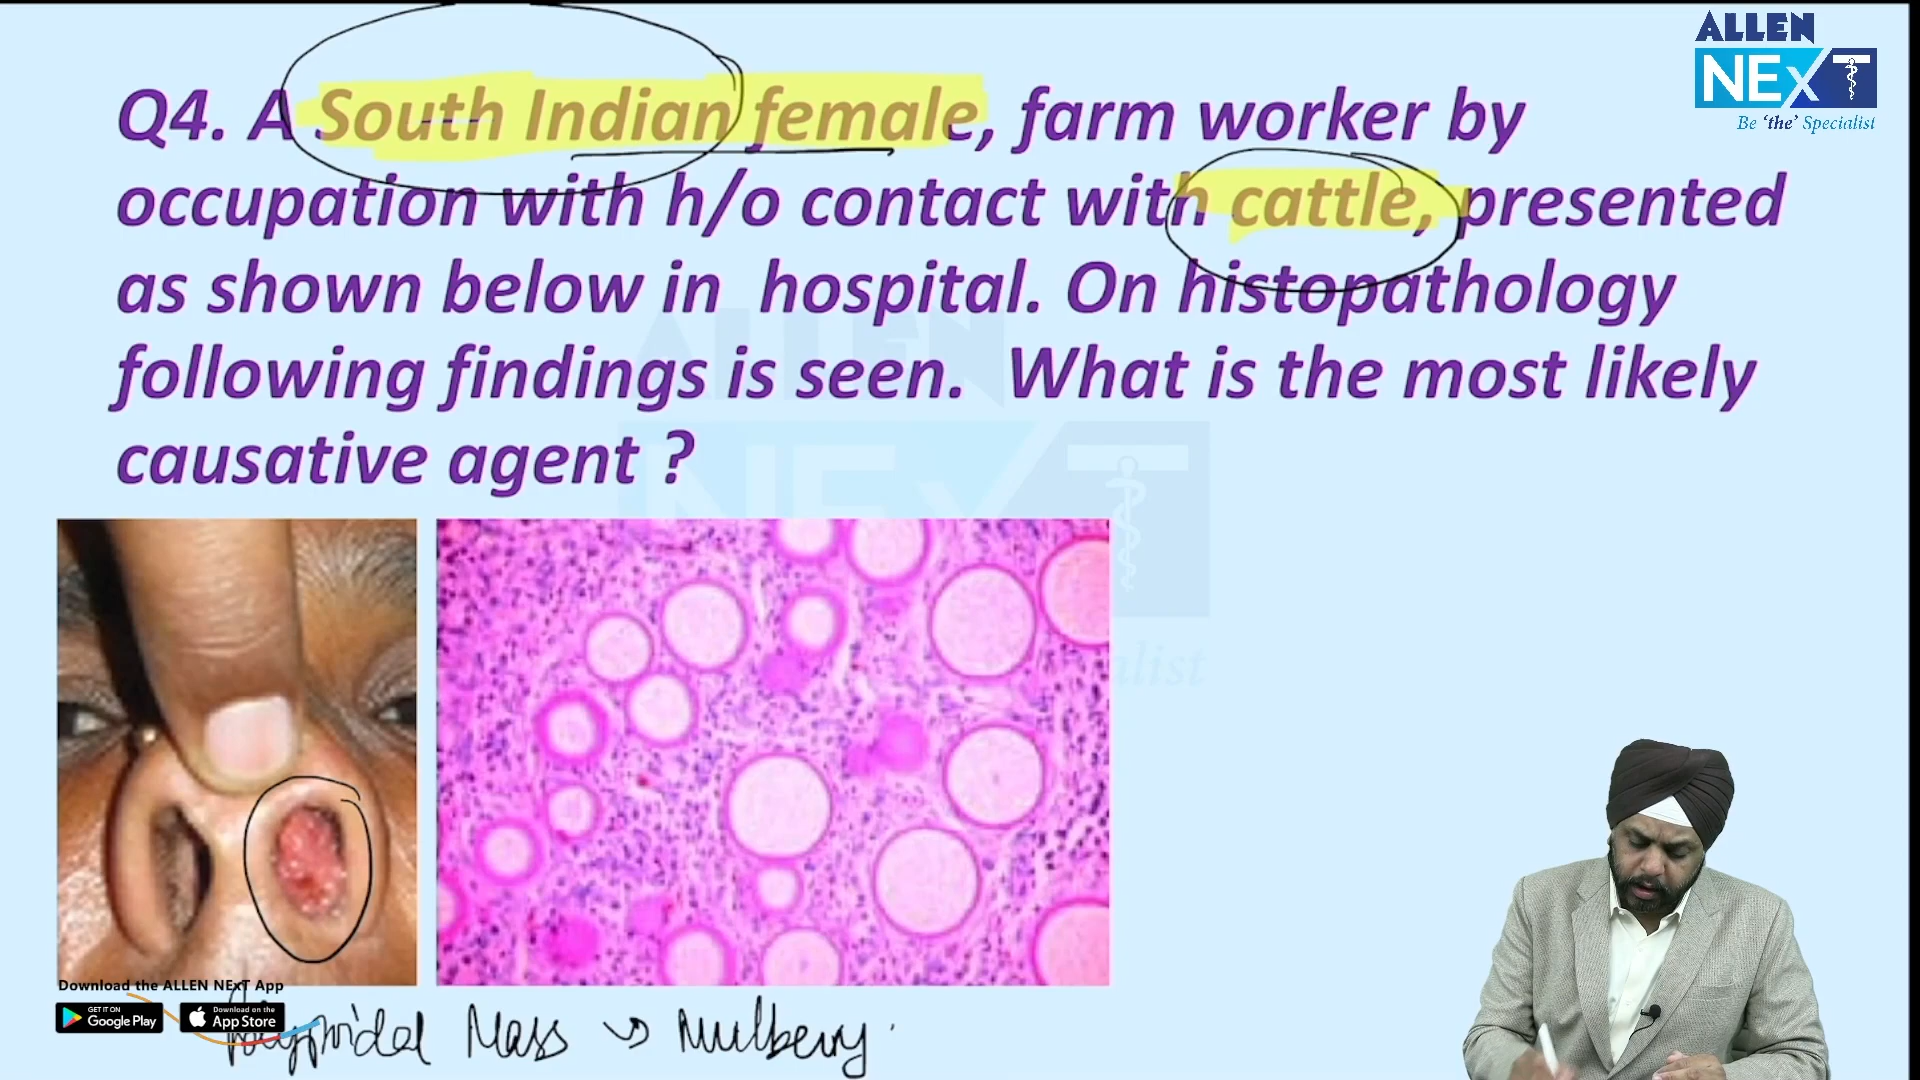 ALLEN
NEXT
Be 'the' Specialist
Q4. A South Indian female, farm worker by
occupation with h/o contact with cattle, presented
as shown below in hospital. On histopathology
following findings is seen. What is the most likely
causative agent ?
Download the ALLEN NExT App
GET IT ON
Google Play
Download on the
App Store
Polypoidal Mass → Mulberry